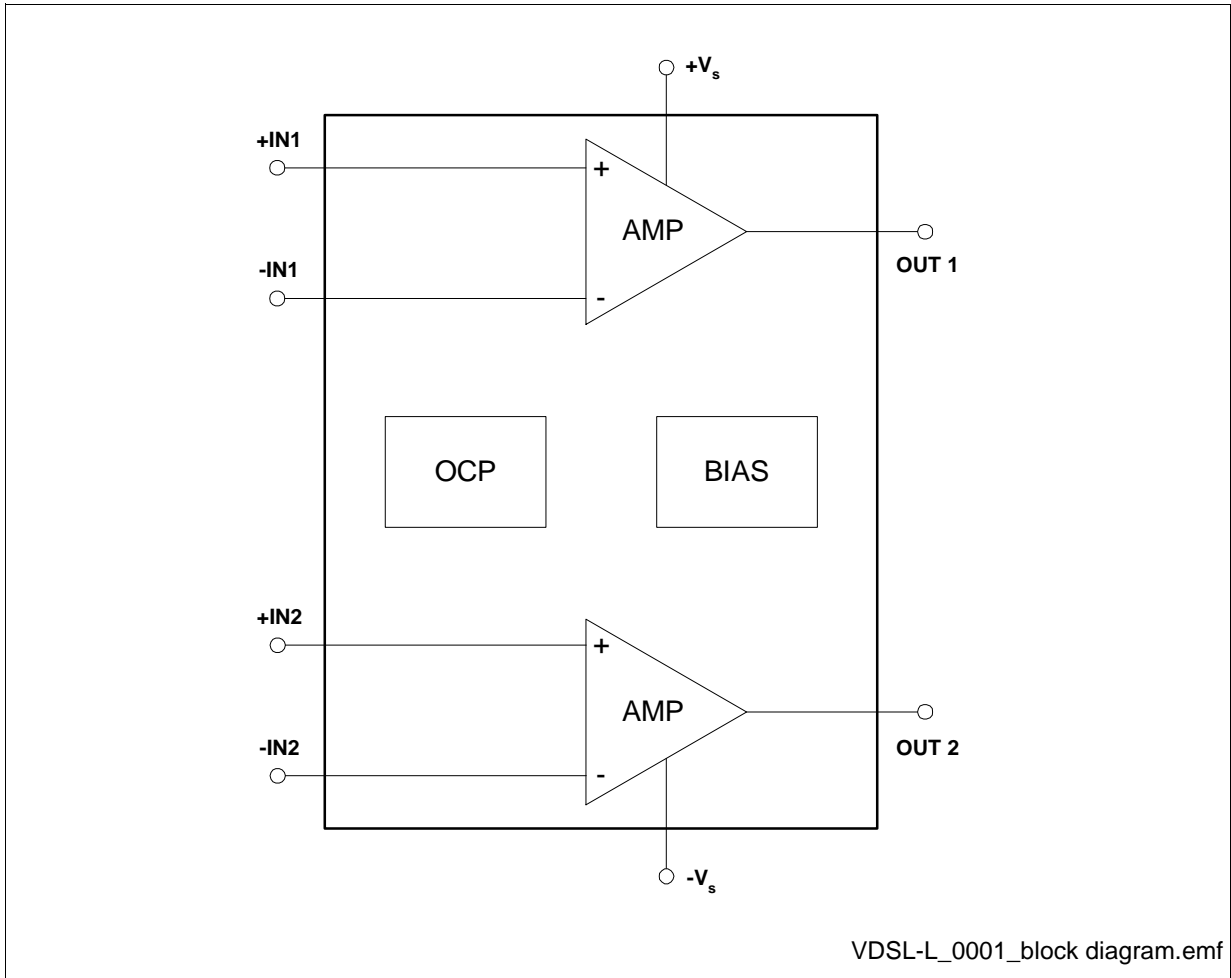 +Vs
+IN1
+
AMP
-IN1
OUT 1
-
OCP
BIAS
+IN2
+
AMP
-IN2
OUT 2
-
-Vs
VDSL-L_0001_block diagram.emf